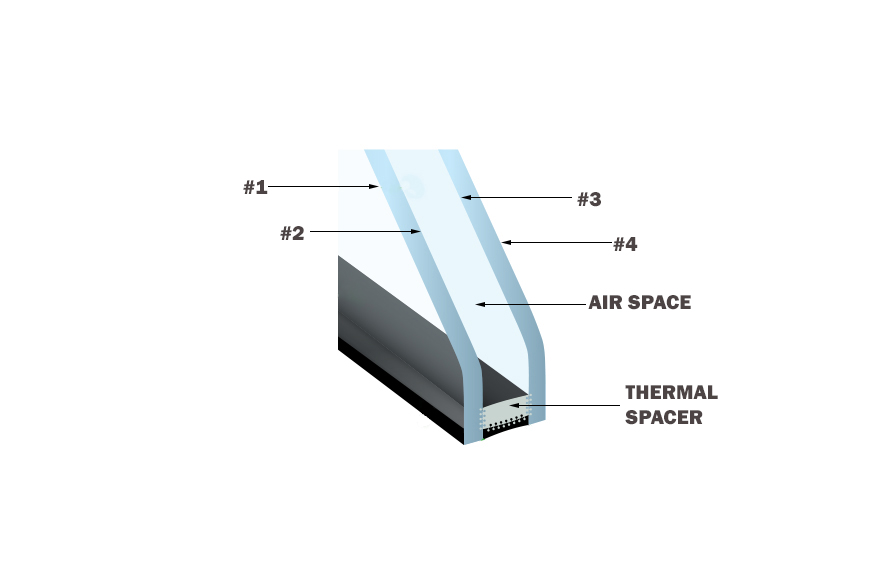 #1
#3
#2
#4
AIR SPACE
THERMAL
SPACER